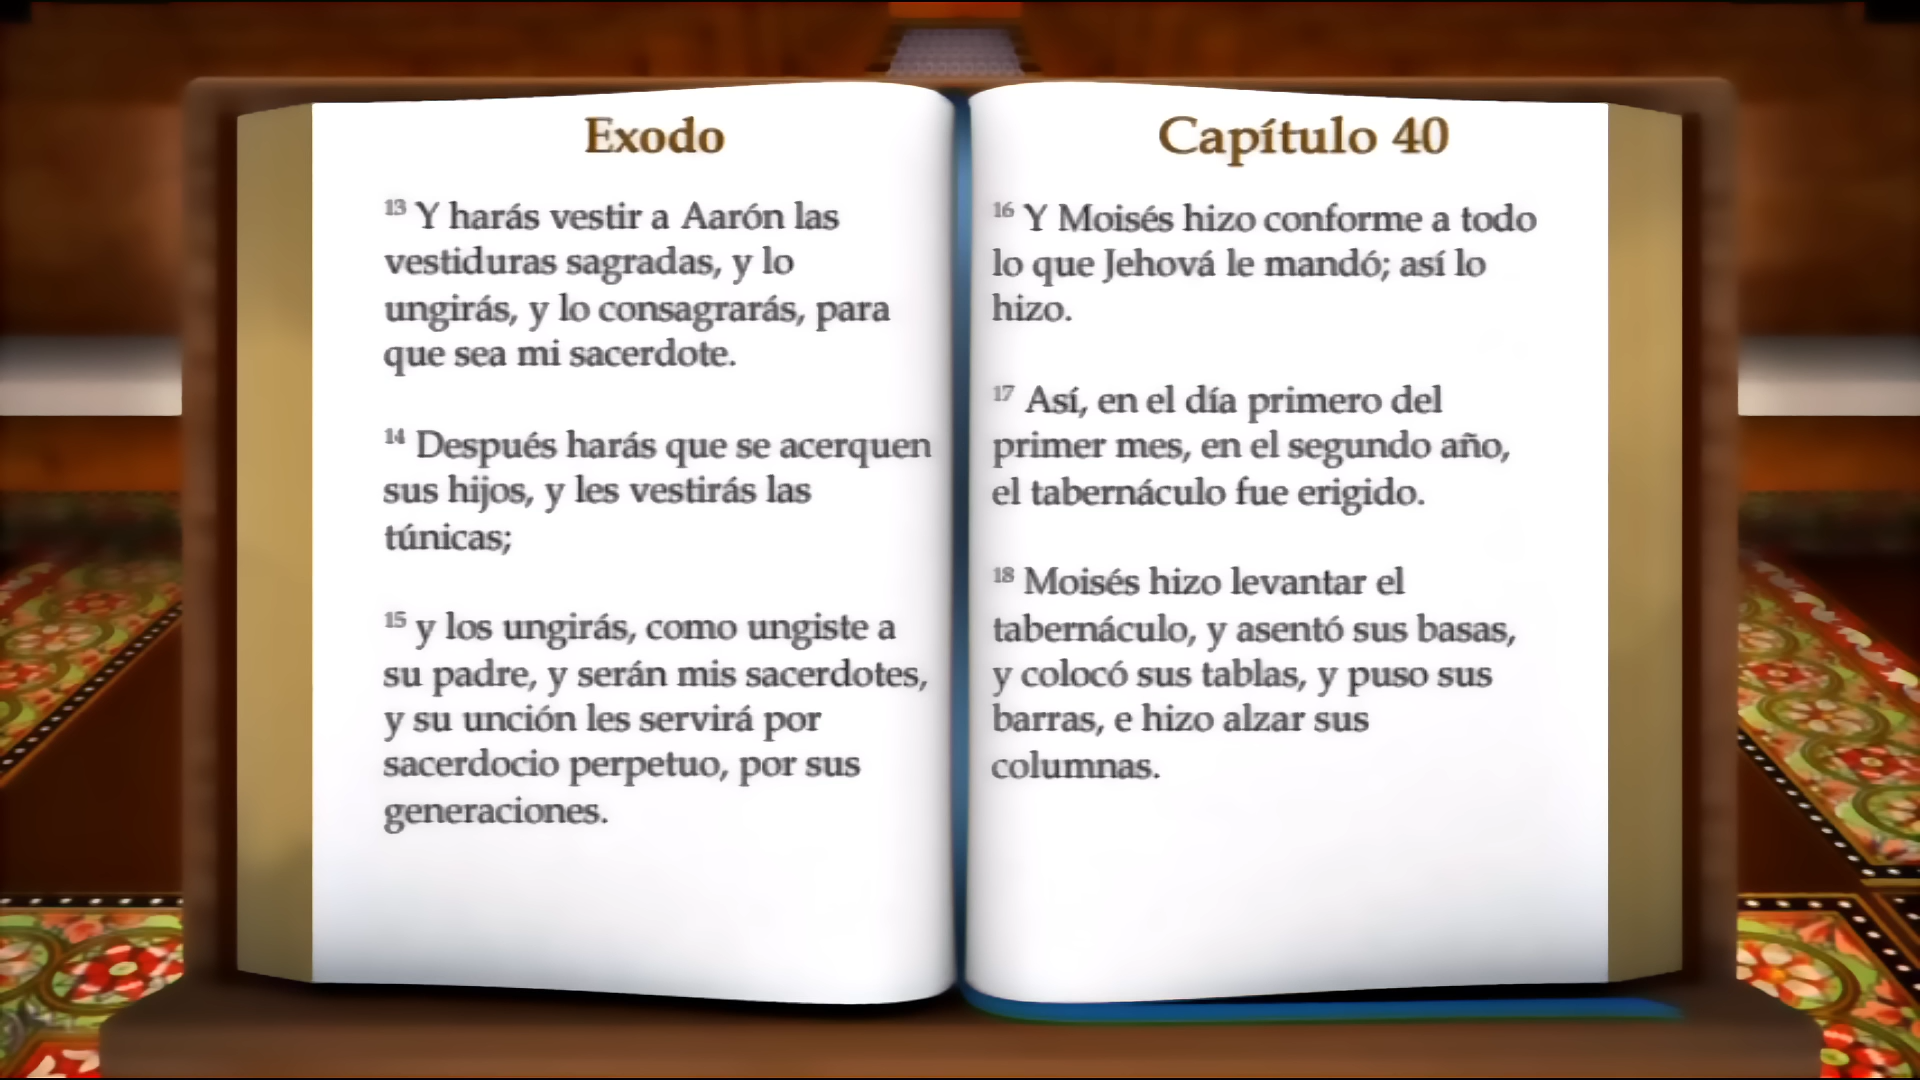 Exodo
13 Y harás vestir a Aarón las
vestiduras sagradas, y lo
ungirás, y lo consagrarás, para
que sea mi sacerdote.
14 Después harás que se acerquen
sus hijos, y les vestirás las
túnicas;
15 y los ungirás, como ungiste a
su padre, y serán mis sacerdotes,
y su unción les servirá por
sacerdocio perpetuo, por sus
generaciones.
Capítulo 40
16 Y Moisés hizo conforme a todo
lo que Jehová le mandó; así lo
hizo.
17 Así, en el día primero del
primer mes, en el segundo año,
el tabernáculo fue erigido.
18 Moisés hizo levantar el
tabernáculo, y asentó sus basas,
y colocó sus tablas, y puso sus
barras, e hizo alzar sus
columnas.